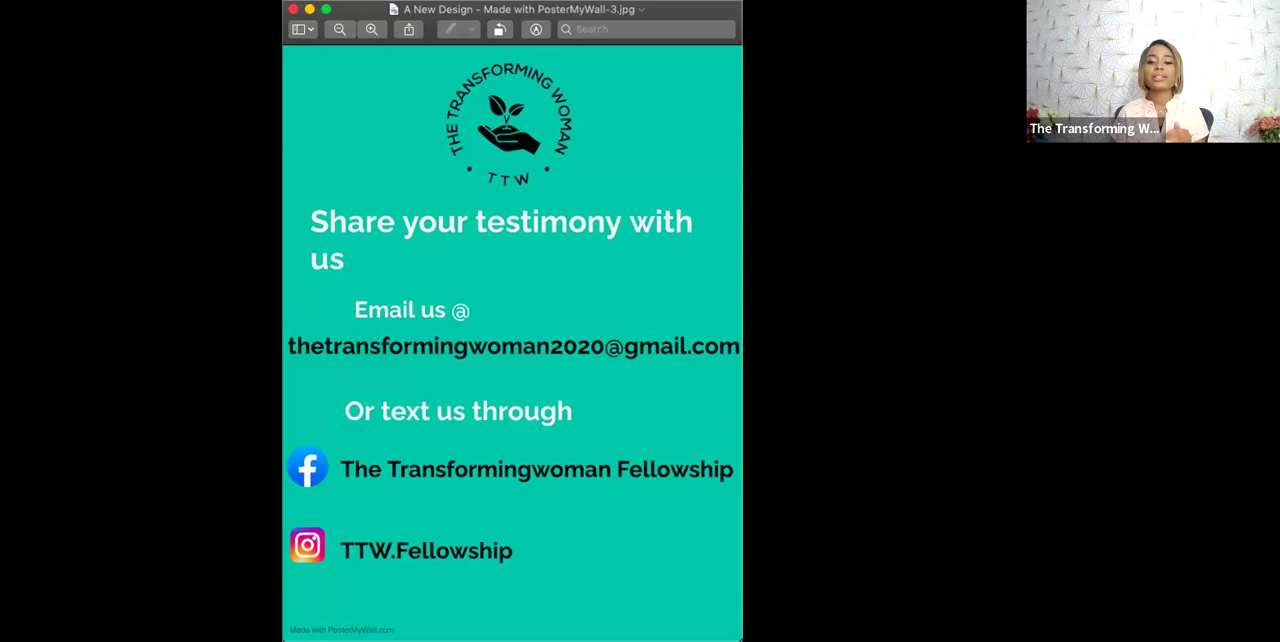 A New Design - Made with PosterMyWall-3.jpg
Search
THE TRANSFORMING WOMAN
• TTW •
Share your testimony with
us
Email us @
thetransformingwoman2020@gmail.com
Or text us through
The Transformingwoman Fellowship
TTW.Fellowship
Made with PosterMyWall.com
The Transforming W...